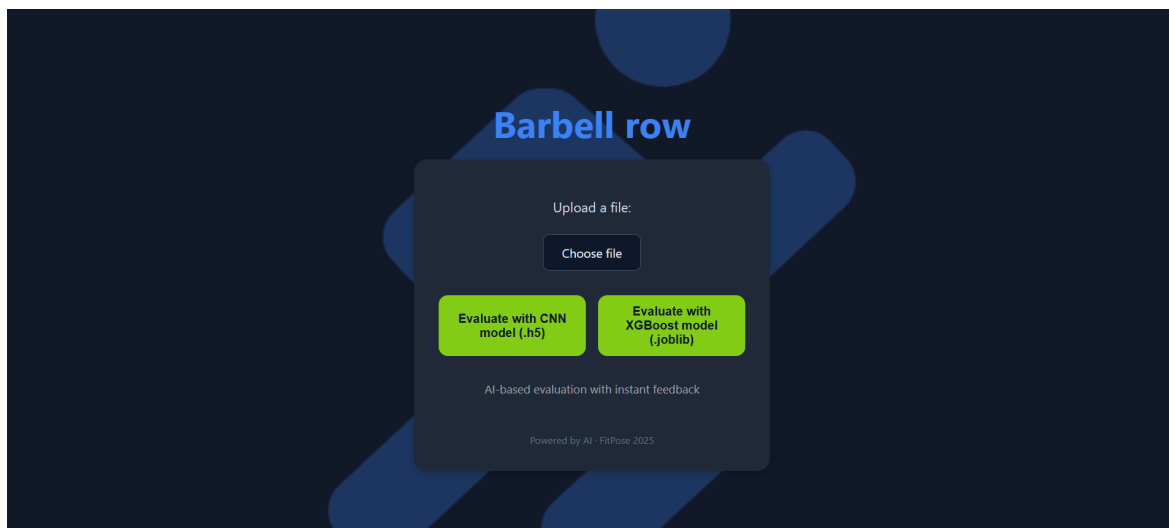 Barbell row
Upload a file:
Choose file
Evaluate with CNN
model (.h5)
Evaluate with
XGBoost model
(.joblib)
AI-based evaluation with instant feedback
Powered by AI · FitPose 2025